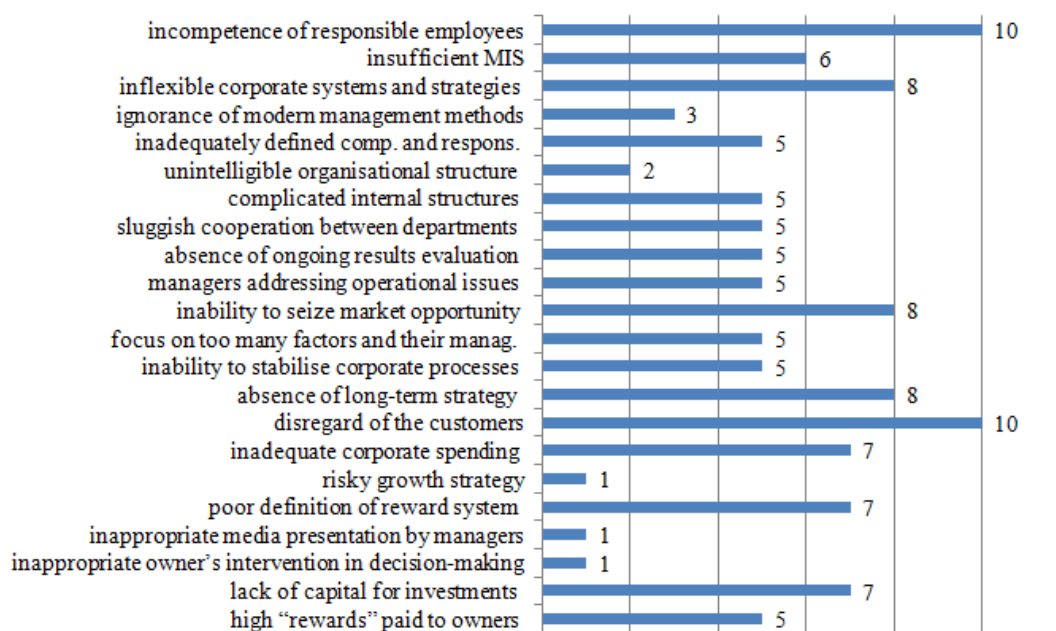 incompetence of responsible employees 10
insufficient MIS 6
inflexible corporate systems and strategies 8
ignorance of modern management methods 3
inadequately defined comp. and respons. 5
unintelligible organisational structure 2
complicated internal structures 5
sluggish cooperation between departments 5
absence of ongoing results evaluation 5
managers addressing operational issues 5
inability to seize market opportunity 8
focus on too many factors and their manag. 5
inability to stabilise corporate processes 5
absence of long-term strategy 8
disregard of the customers 10
inadequate corporate spending 7
risky growth strategy 1
poor definition of reward system 7
inappropriate media presentation by managers 1
inappropriate owner’s intervention in decision-making 1
lack of capital for investments 7
high “rewards” paid to owners 5